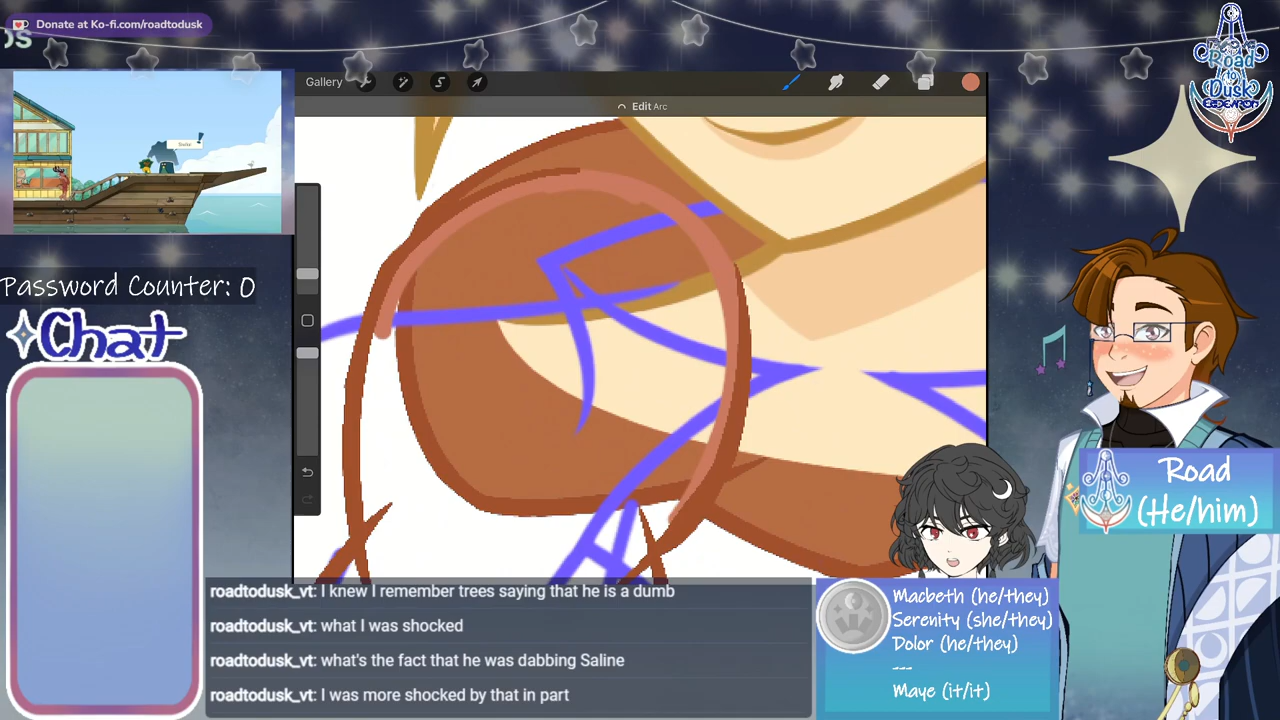 Donate at Ko-fi.com/roadtodusk
Gallery
Edit Arc
Road
to
Dusk
Password Counter: 0
Chat
Road
(He/him)
roadtodusk_vt: I knew I remember trees saying that he is a dumb
roadtodusk_vt: what I was shocked
roadtodusk_vt: what's the fact that he was dabbing Saline
roadtodusk_vt: I was more shocked by that in part
Macbeth (he/they)
Serenity (she/they)
Dolor (he/they)
---
Maye (it/it)